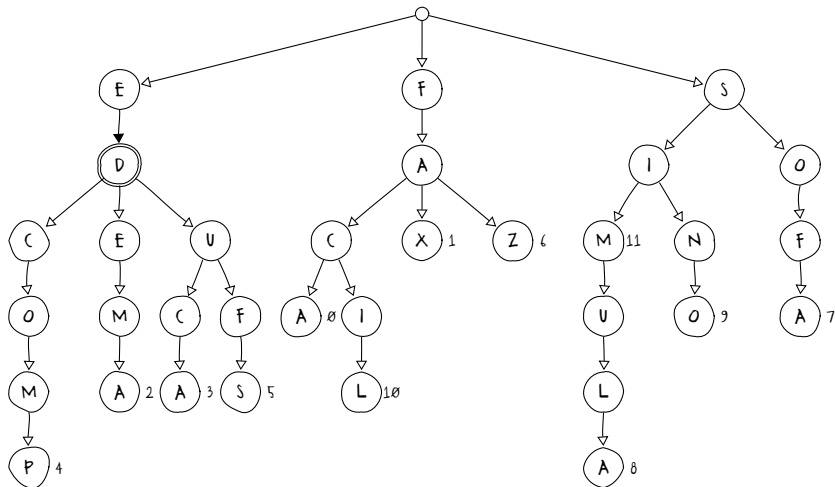 E F S
D A I O
C E U C X 1 Z 6 M 11 N F
O M C F A 0 I U O 9 A 7
M A 2 A 3 S 5 L 10 L
P 4 A 8